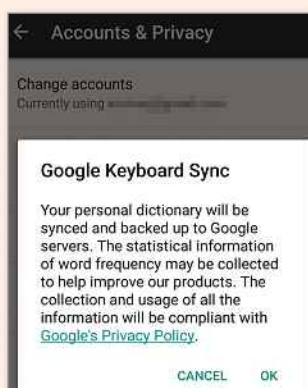 Accounts & Privacy
Change accounts
Currently using
Google Keyboard Sync
Your personal dictionary will be
synced and backed up to Google
servers. The statistical information
of word frequency may be collected
to help improve our products. The
collection and usage of all the
information will be compliant with
Google's Privacy Policy.
CANCEL OK